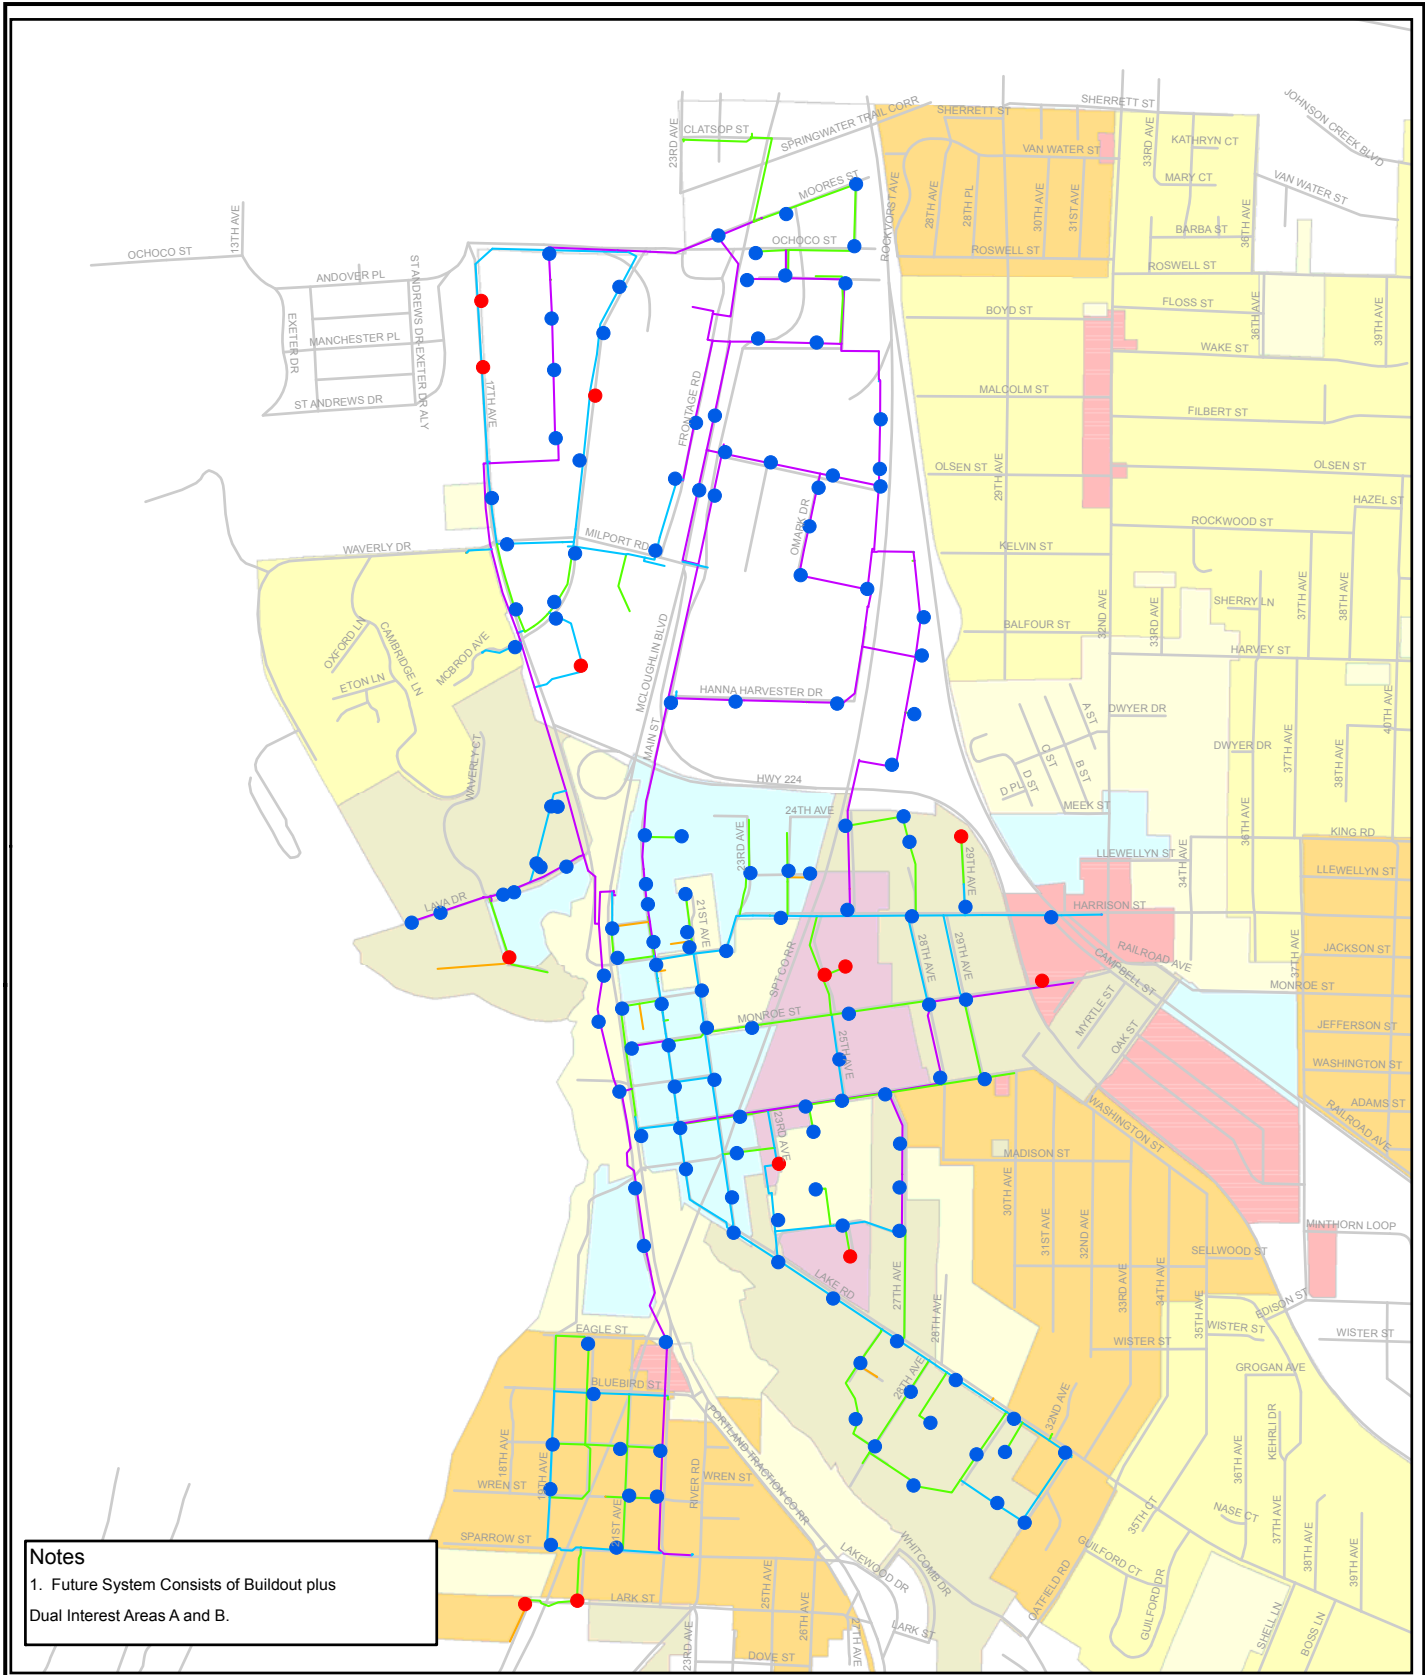 SHERRETT ST
SHERRETT ST
JOHNSON CREEK BLVD
23RD AVE
CLATSOP ST
SPRINGWATER TRAIL CORR
VAN WATER ST
33RD AVE
KATHRYN CT
MARY CT
VAN WATER ST
MOORES ST
ROCKVORST AVE
28TH AVE
28TH PL
30TH AVE
31ST AVE
BARBA ST
36TH AVE
13TH AVE
OCHOCO ST
OCHOCO ST
ROSWELL ST
ROSWELL ST
ANDOVER PL
ST ANDREWS DR-EXETER DR ALY
EXETER DR
MANCHESTER PL
ST ANDREWS DR
17TH AVE
FRONTAGE RD
BOYD ST
FLOSS ST
36TH AVE
39TH AVE
WAKE ST
MALCOLM ST
FILBERT ST
OLSEN ST
29TH AVE
OLSEN ST
HAZEL ST
ROCKWOOD ST
OMARK DR
MILPORT RD
WAVERLY DR
KELVIN ST
32ND AVE
33RD AVE
SHERRY LN
37TH AVE
38TH AVE
BALFOUR ST
HARVEY ST
OXFORD LN
CAMBRIDGE LN
ETON LN
MCBROD AVE
MCLOUGHLIN BLVD
MAIN ST
HANNA HARVESTER DR
A ST
DWYER DR
40TH AVE
C ST
B ST
D ST
D PL
DWYER DR
37TH AVE
38TH AVE
WAVERLY CT
HWY 224
MEEK ST
24TH AVE
23RD AVE
29TH AVE
LLEWELLYN ST
34TH AVE
36TH AVE
KING RD
LLEWELLYN ST
LAVA DR
21ST AVE
HARRISON ST
28TH AVE
29TH AVE
RAILROAD AVE
CAMPBELL ST
37TH AVE
JACKSON ST
SPT CO RR
MONROE ST
MONROE ST
MYRTLE ST
OAK ST
JEFFERSON ST
25TH AVE
WASHINGTON ST
WASHINGTON ST
ADAMS ST
RAILROAD AVE
23RD AVE
MADISON ST
30TH AVE
31ST AVE
32ND AVE
MINTHORN LOOP
SELLWOOD ST
LAKE RD
27TH AVE
28TH AVE
33RD AVE
34TH AVE
35TH AVE
EDISON ST
EAGLE ST
WISTER ST
WISTER ST
WISTER ST
GROGAN AVE
BLUEBIRD ST
28TH AVE
32ND AVE
PORTLAND TRACTION CO RR
18TH AVE
19TH AVE
36TH AVE
KEHRLI DR
WREN ST
WREN ST
RIVER RD
21ST AVE
35TH CT
NASE CT
37TH AVE
38TH AVE
39TH AVE
SPARROW ST
LAKEWOOD DR
WHITCOMB DR
GUILFORD CT
GUILFORD DR
OATFIELD RD
LARK ST
25TH AVE
26TH AVE
27TH AVE
LARK ST
SHELL LN
BOSS LN
23RD AVE
DOVE ST
Notes
1. Future System Consists of Buildout plus
Dual Interest Areas A and B.